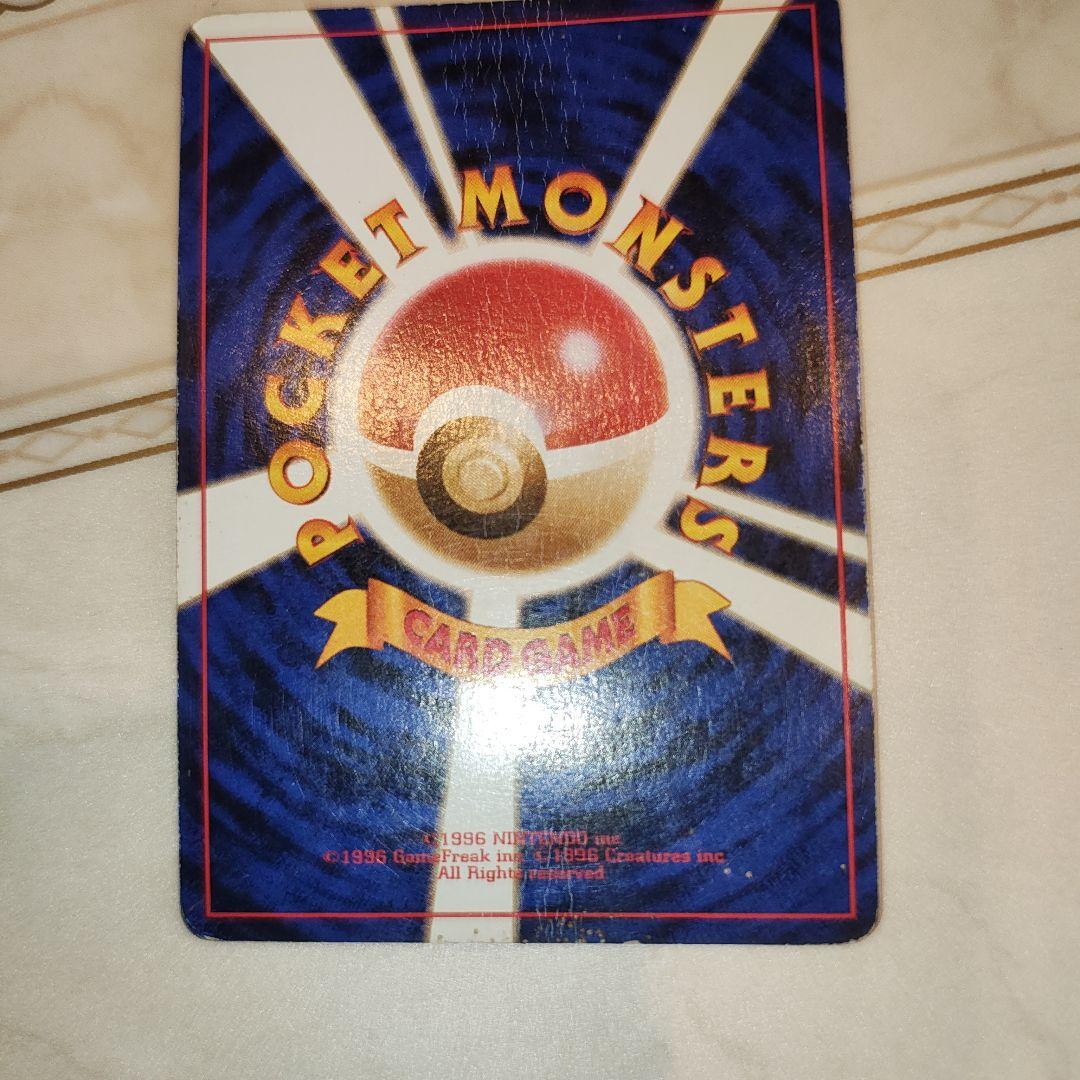 POCKET MONSTERS
CARD GAME
©1996 NINTENDO inc.
©1996 GameFreak inc. ©1996 Creatures inc.
All Rights reserved